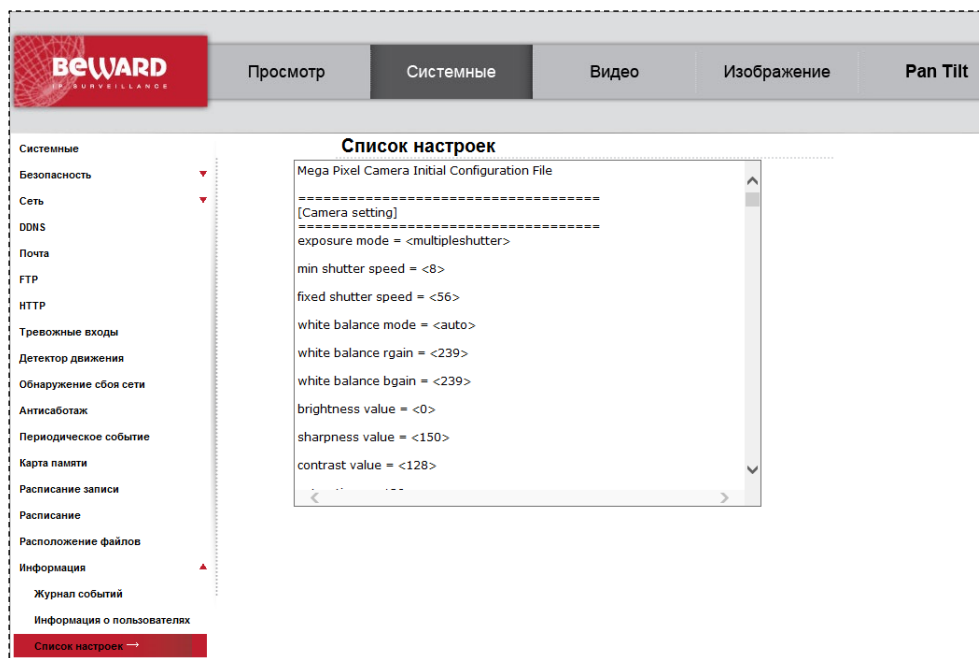 BEWARD
IP SURVEILLANCE
Просмотр
Системные
Видео
Изображение
Pan Tilt
Системные
Безопасность
Сеть
DDNS
Почта
FTP
HTTP
Тревожные входы
Детектор движения
Обнаружение сбоя сети
Антисаботаж
Периодическое событие
Карта памяти
Расписание записи
Расписание
Расположение файлов
Информация
Журнал событий
Информация о пользователях
Список настроек →
Список настроек
Mega Pixel Camera Initial Configuration File
====================================
[Camera setting]
====================================
exposure mode = <multipleshutter>
min shutter speed = <8>
fixed shutter speed = <56>
white balance mode = <auto>
white balance rgain = <239>
white balance bgain = <239>
brightness value = <0>
sharpness value = <150>
contrast value = <128>